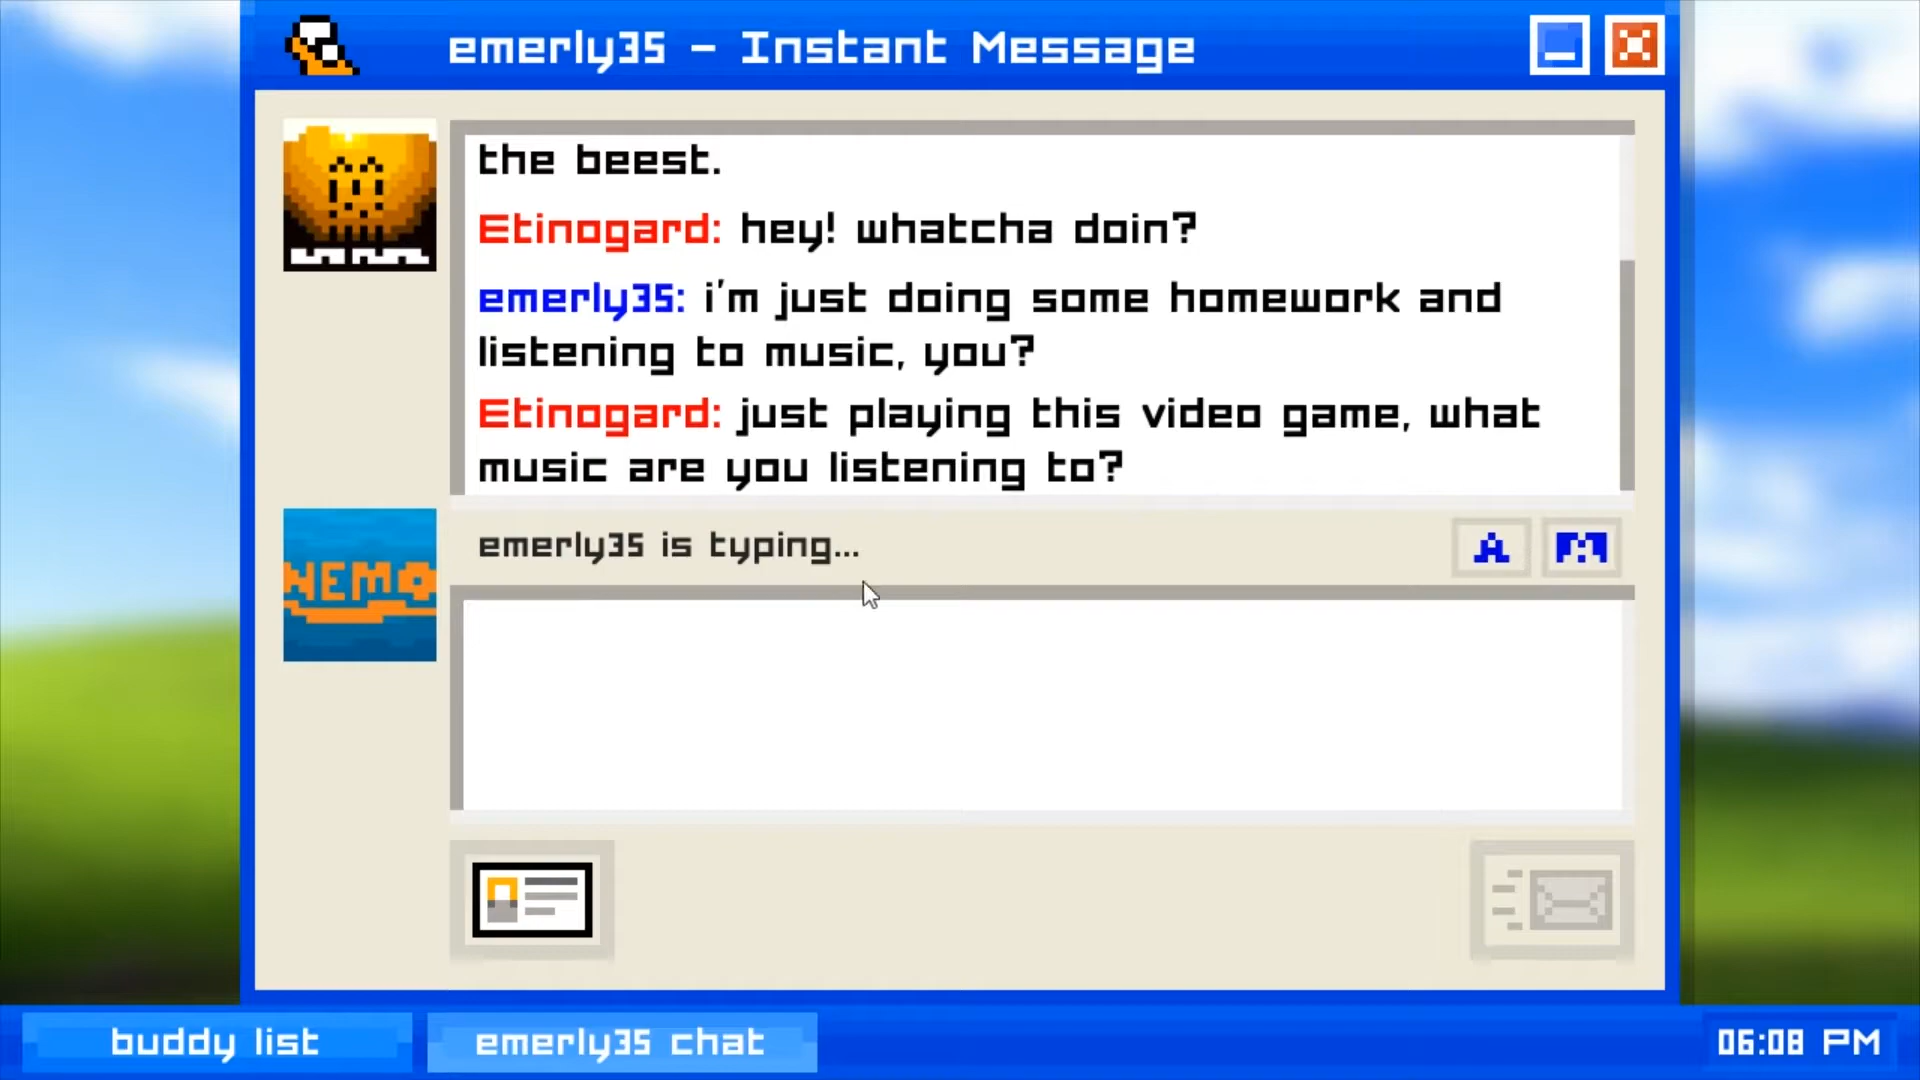 emerly35 - Instant Message
the beest.
Etinogard: hey! whatcha doin?
emerly35: i'm just doing some homework and
listening to music, you?
Etinogard: just playing this video game, what
music are you listening to?
NEMO
emerly35 is typing...
A
buddy list
emerly35 chat
06:08 PM